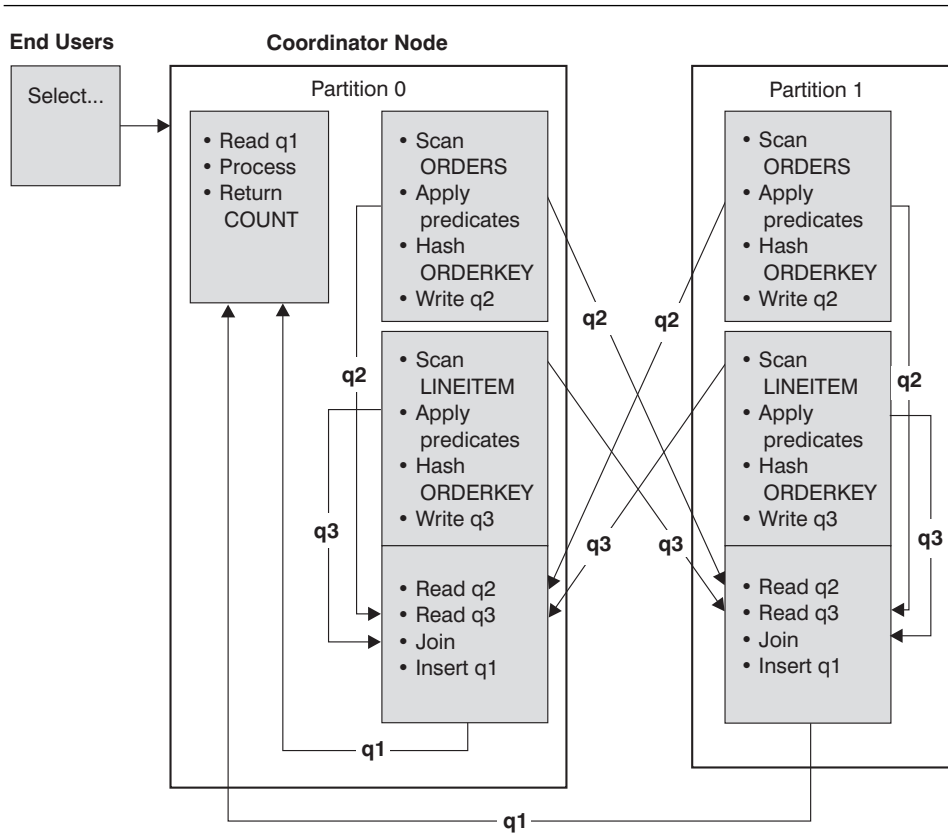 End Users
Coordinator Node
Select...
Partition 0
• Read q1
• Process
• Return
COUNT
• Scan
ORDERS
• Apply
predicates
• Hash
ORDERKEY
• Write q2
• Scan
LINEITEM
• Apply
predicates
• Hash
ORDERKEY
• Write q3
• Read q2
• Read q3
• Join
• Insert q1
q2
q3
q1
q2
q2
q3
q3
Partition 1
• Scan
ORDERS
• Apply
predicates
• Hash
ORDERKEY
• Write q2
• Scan
LINEITEM
• Apply
predicates
• Hash
ORDERKEY
• Write q3
• Read q2
• Read q3
• Join
• Insert q1
q2
q3
q1